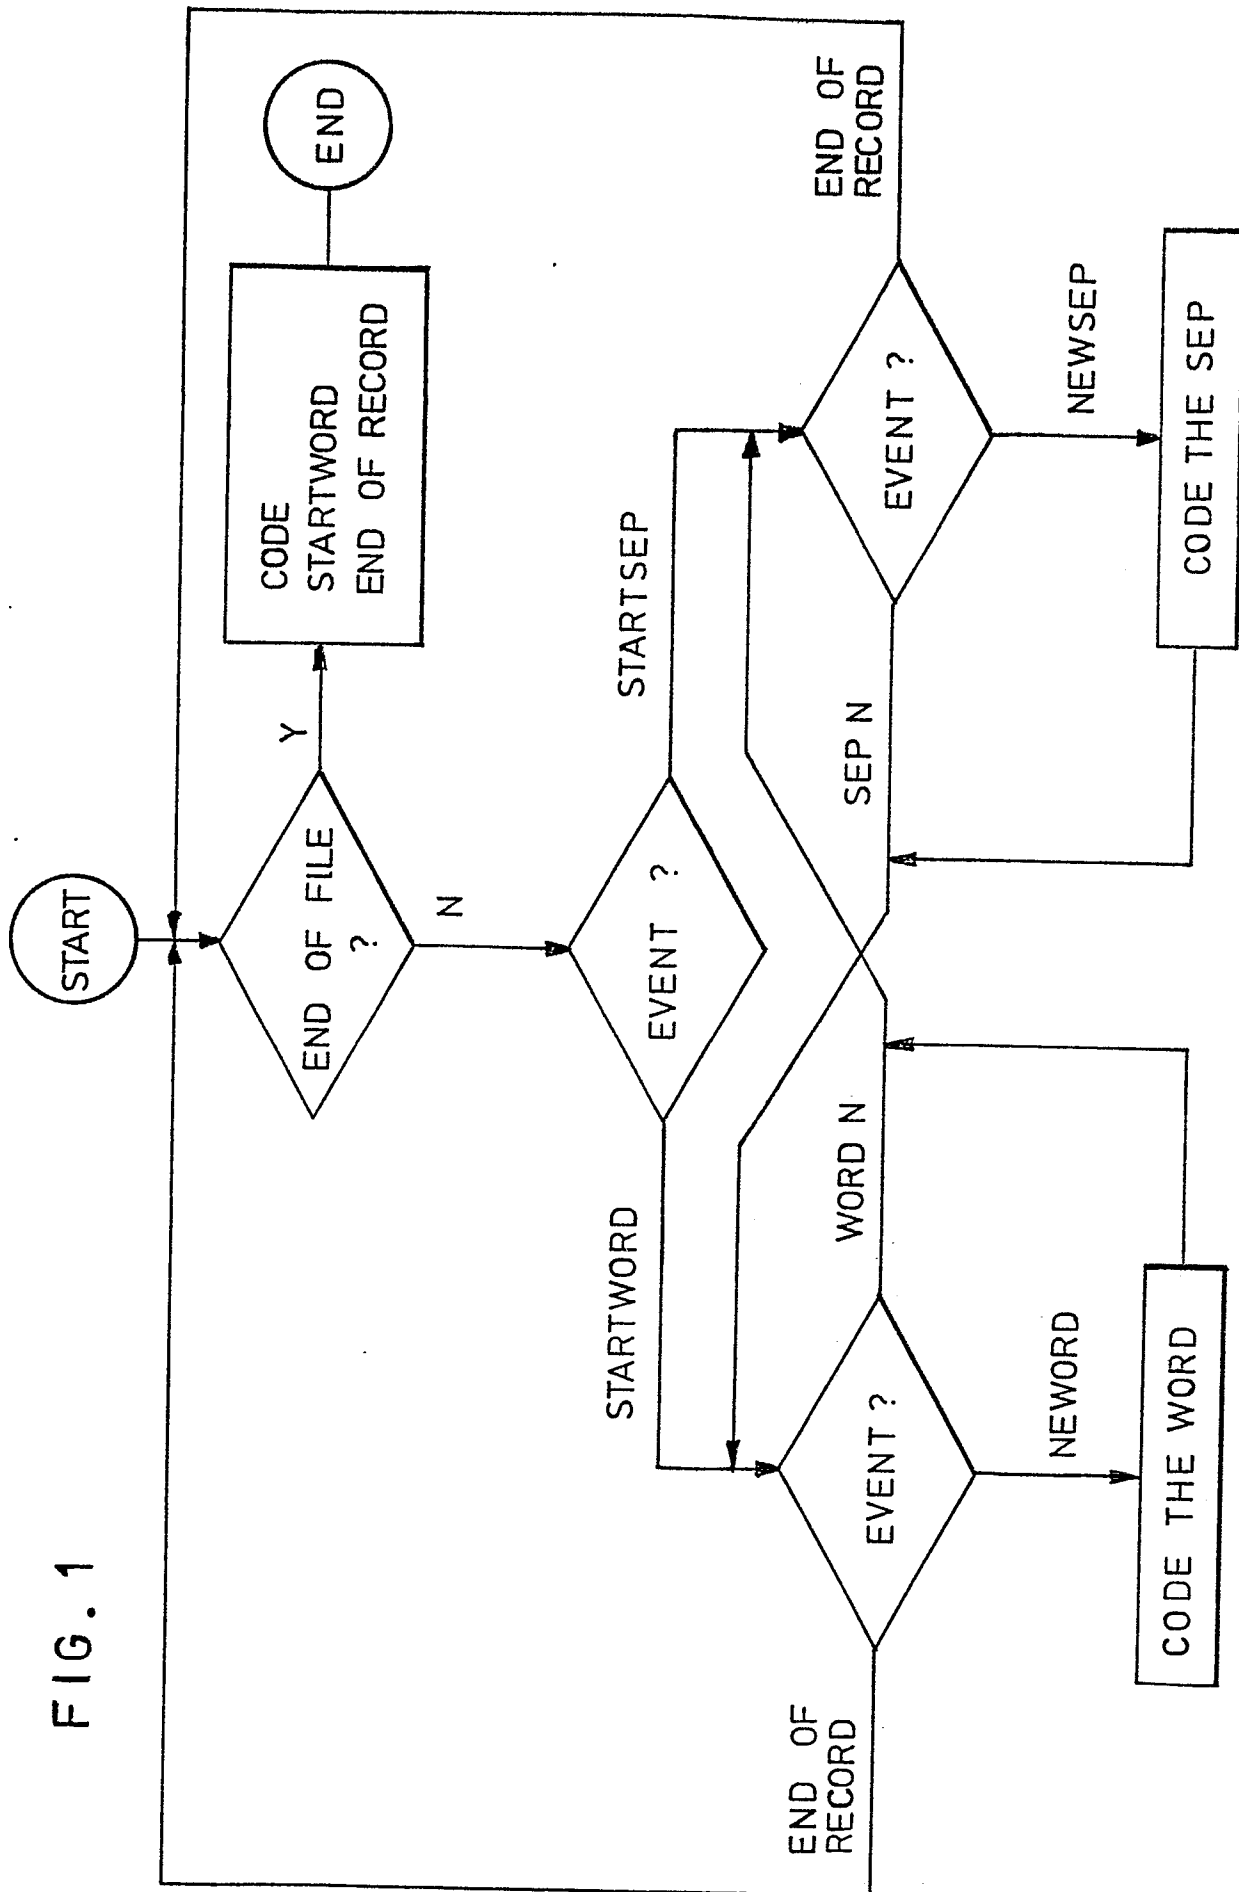 FIG. 1
START
END OF FILE
?
Y
CODE
STARTWORD
END OF RECORD
END
N
EVENT ?
STARTWORD
STARTSEP
END OF
RECORD
EVENT ?
WORD N
SEP N
EVENT ?
END OF
RECORD
NEWORD
NEWSEP
CODE THE WORD
CODE THE SEP